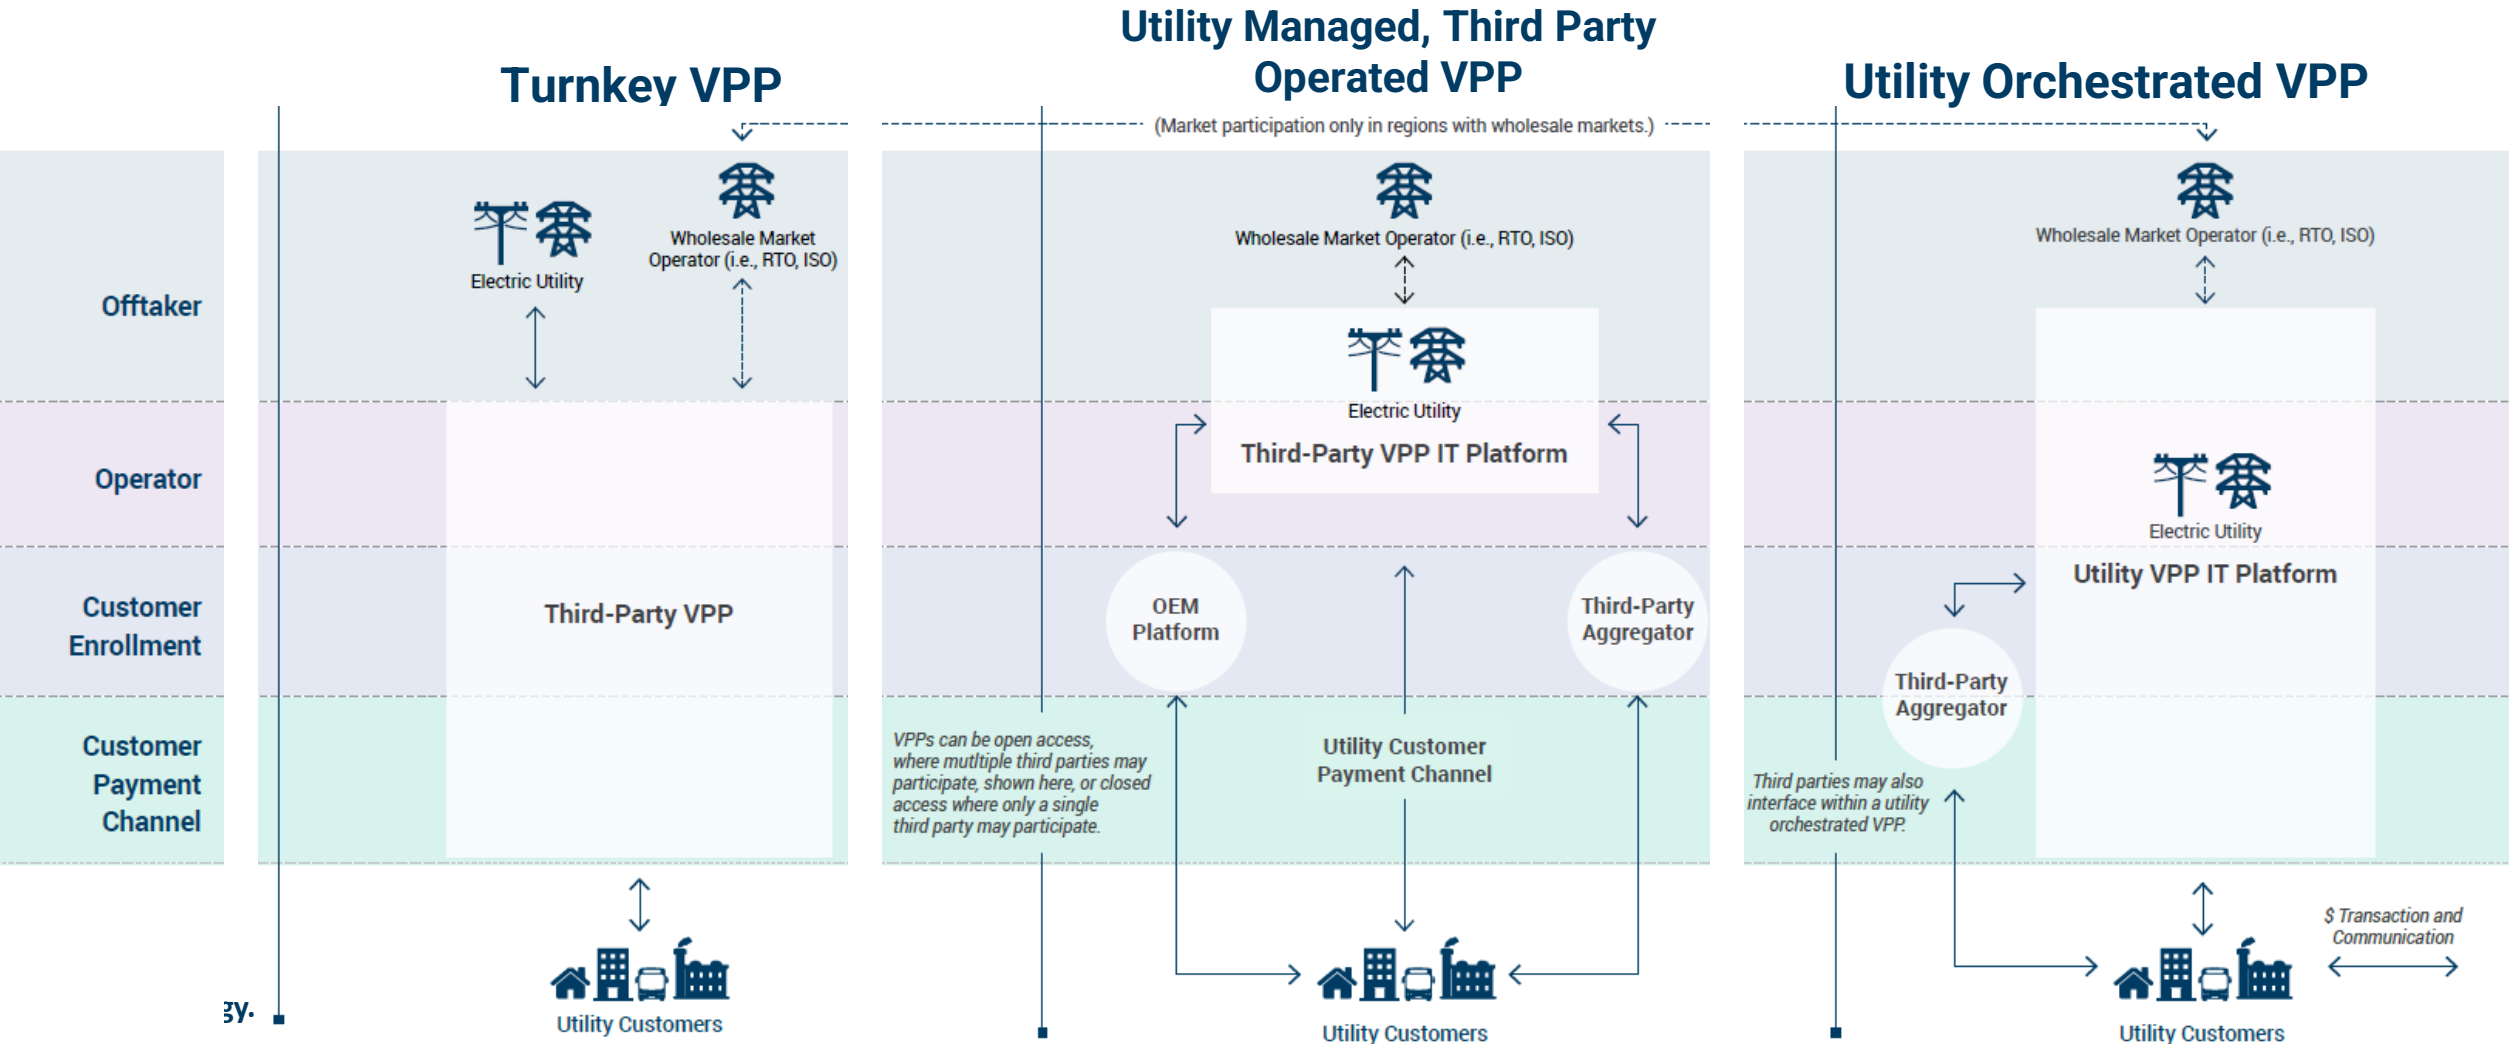 Turnkey VPP
Utility Managed, Third Party
Operated VPP
Utility Orchestrated VPP
(Market participation only in regions with wholesale markets.)
Offtaker
Operator
Customer
Enrollment
Customer
Payment
Channel
Electric Utility
Wholesale Market
Operator (i.e., RTO, ISO)
Third-Party VPP
Utility Customers
Wholesale Market Operator (i.e., RTO, ISO)
Electric Utility
Third-Party VPP IT Platform
OEM
Platform
Third-Party
Aggregator
VPPs can be open access,
where mutltiple third parties may
participate, shown here, or closed
access where only a single
third party may participate.
Utility Customer
Payment Channel
Utility Customers
Wholesale Market Operator (i.e., RTO, ISO)
Electric Utility
Utility VPP IT Platform
Third-Party
Aggregator
Third parties may also
interface within a utility
orchestrated VPP.
$ Transaction and
Communication
Utility Customers
gy.